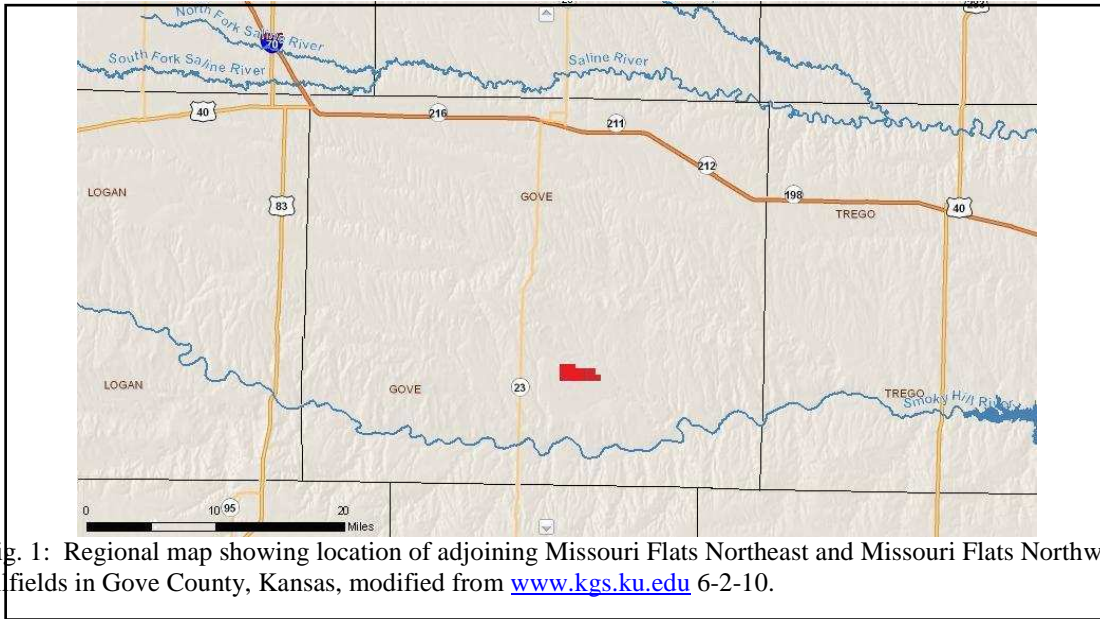 North Fork Saline River
70
South Fork Saline River
Saline River
40
216
211
212
LOGAN
GOVE
83
198
TREGO
40
LOGAN
GOVE
23
TREGO
Smoky Hill River
0 10 20
95
Miles
ig. 1: Regional map showing location of adjoining Missouri Flats Northeast and Missouri Flats Northw
lfields in Gove County, Kansas, modified from www.kgs.ku.edu 6-2-10.